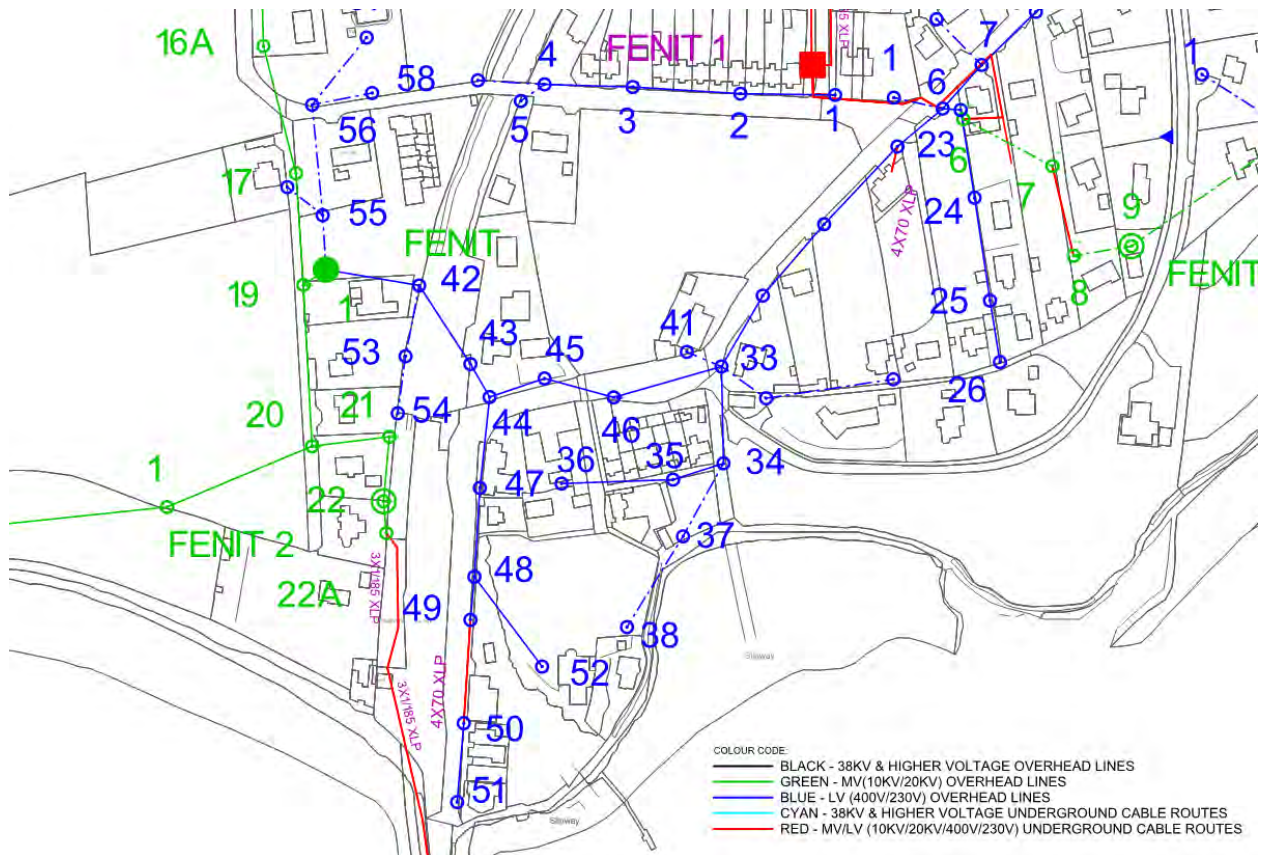 16A
58
4
FENIT 1
15 XLP
1
7
1
56
5
3
2
1
6
23
17
55
6
7
9
24
4X70 XLP
FENIT
19
1
42
25
8
FENIT
53
43
45
41
33
20
21
54
44
46
26
1
22
47
36
35
34
FENIT 2
37
3X1/185 XLP
48
22A
49
38
52
Slipway
3X1/185 XLP
4X70 XLP
50
51
Slipway
COLOUR CODE:
BLACK - 38KV & HIGHER VOLTAGE OVERHEAD LINES
GREEN - MV(10KV/20KV) OVERHEAD LINES
BLUE - LV (400V/230V) OVERHEAD LINES
CYAN - 38KV & HIGHER VOLTAGE UNDERGROUND CABLE ROUTES
RED - MV/LV (10KV/20KV/400V/230V) UNDERGROUND CABLE ROUTES